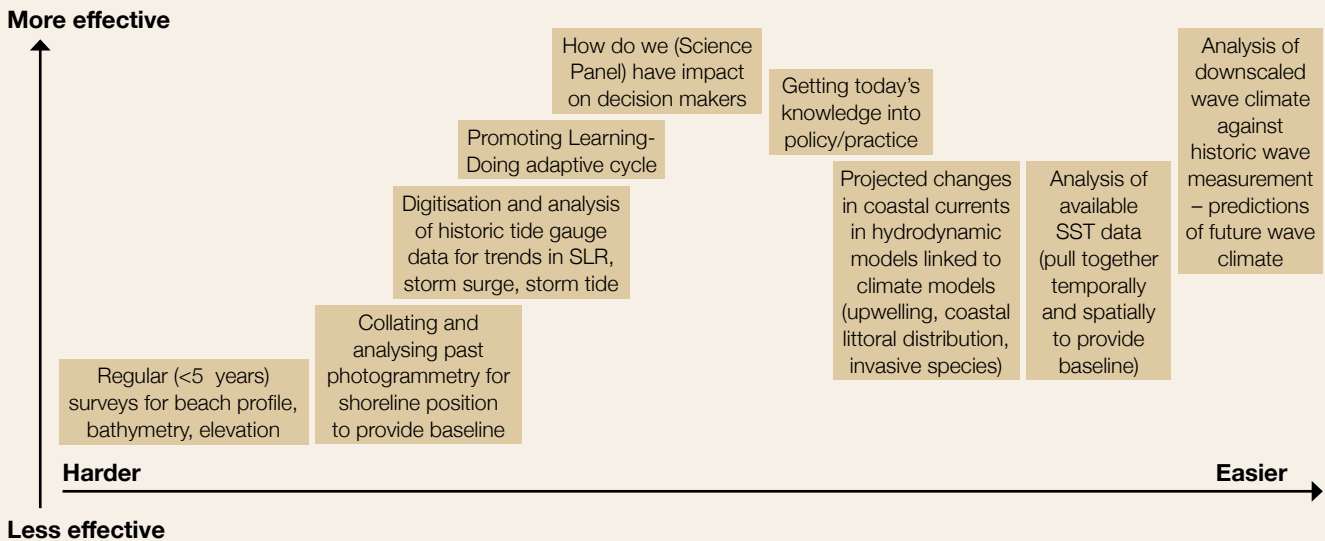 More effective
How do we (Science
Panel) have impact
on decision makers
Analysis of
downscaled
wave climate
against
historic wave
measurement
– predictions
of future wave
climate
Getting today’s
knowledge into
policy/practice
Promoting Learning-
Doing adaptive cycle
Projected changes
in coastal currents
in hydrodynamic
models linked to
climate models
(upwelling, coastal
littoral distribution,
invasive species)
Analysis of
available
SST data
(pull together
temporally
and spatially
to provide
baseline)
Digitisation and analysis
of historic tide gauge
data for trends in SLR,
storm surge, storm tide
Collating and
analysing past
photogrammetry for
shoreline position
to provide baseline
Regular (<5 years)
surveys for beach profile,
bathymetry, elevation
Harder
Easier
Less effective